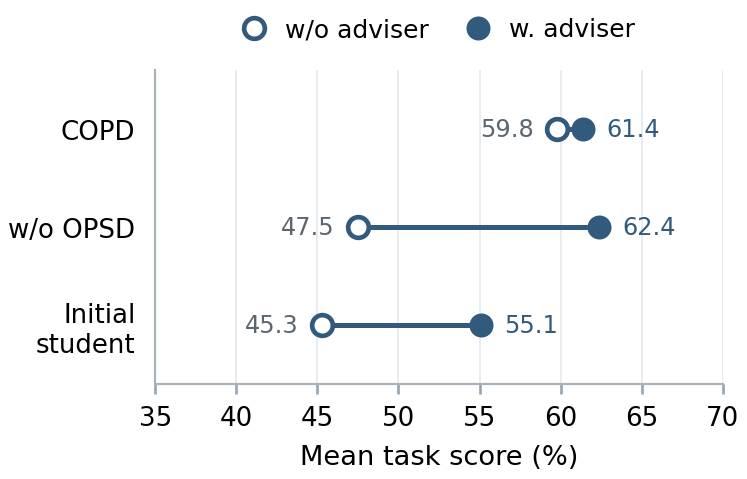 w/o adviser w. adviser
COPD 59.8 61.4
w/o OPSD 47.5 62.4
Initial
student 45.3 55.1
35 40 45 50 55 60 65 70
Mean task score (%)